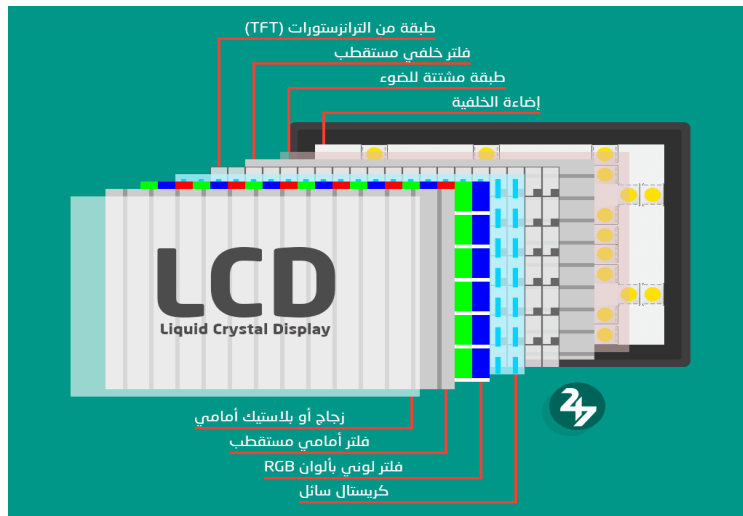 طبقة من الترانزستورات (TFT)
فلتر خلفي مستقطب
طبقة مشتتة للضوء
إضاءة الخلفية
LCD
Liquid Crystal Display
زجاج أو بلاستيك أمامي
فلتر أمامي مستقطب
فلتر لوني بألوان RGB
كريستال سائل
24